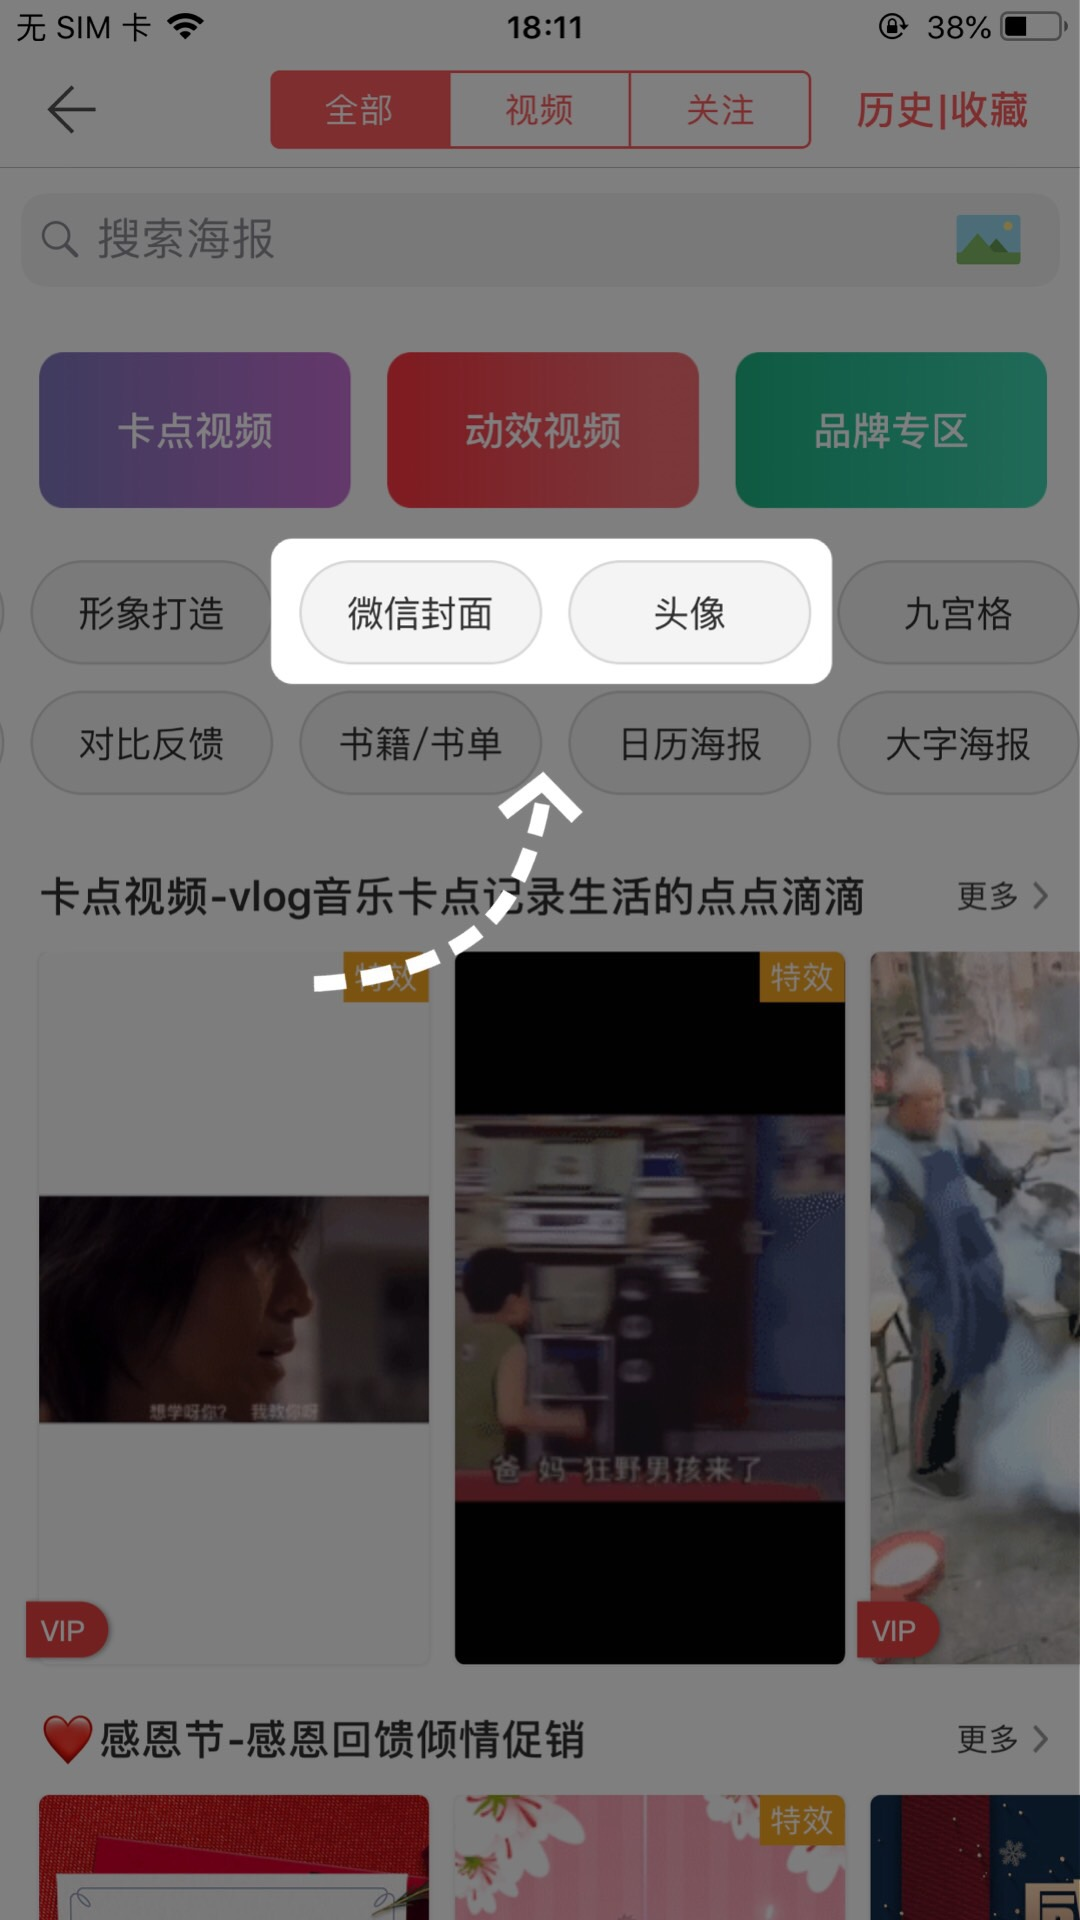 无 SIM 卡 18:11 38%
全部 视频 关注 历史|收藏
搜索海报
卡点视频 动效视频 品牌专区
形象打造 微信封面 头像 九宫格
对比反馈 书籍/书单 日历海报 大字海报
卡点视频-vlog音乐卡点记录生活的点点滴滴 更多
特效 特效
想学呀你? 我教你呀
爸 妈 狂野男孩来了
VIP VIP
❤️感恩节-感恩回馈倾情促销 更多
特效